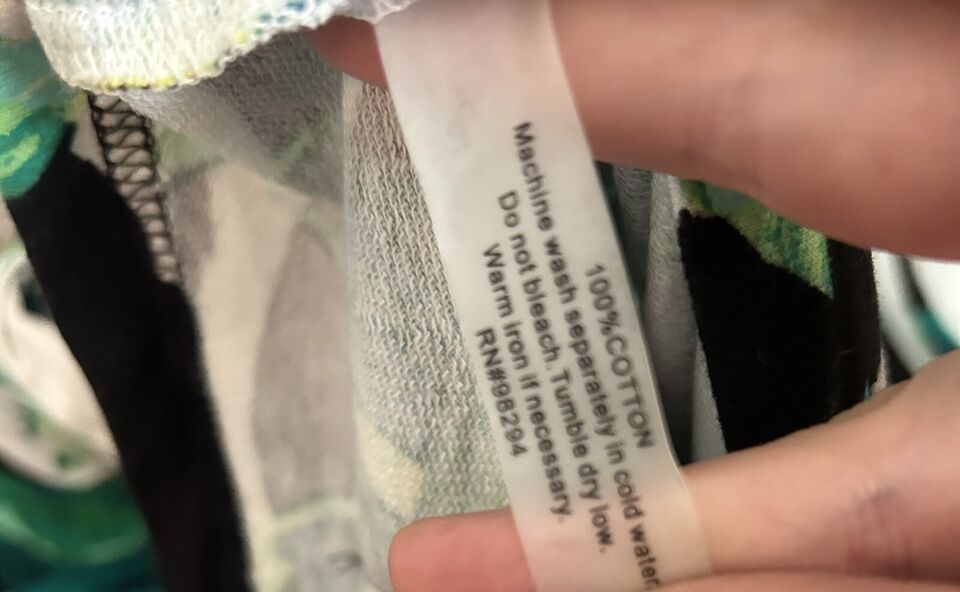 100%COTTON
Machine wash separately in cold water.
Do not bleach. Tumble dry low.
Warm iron if necessary.
RN#98294